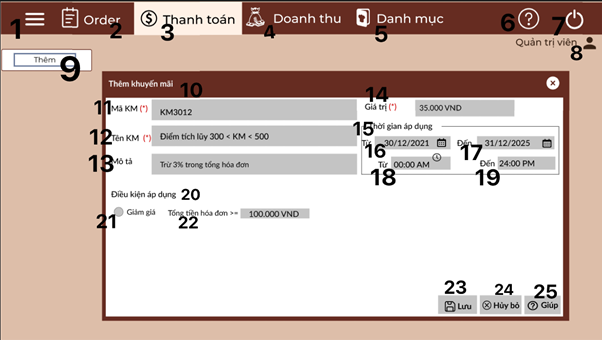 1 Order 2 Thanh toán 3 Doanh thu 4 Danh mục 5 ? 6 7
Quản trị viên 8
Thêm 9
Thêm khuyến mãi 10
11 Mã KM (*) KM3012 14 Giá trị (*) 35.000 VND
15 Thời gian áp dụng
12 Tên KM (*) Điểm tích lũy 300 < KM < 500 16 Từ 30/12/2021 17 Đến 31/12/2025
13 Mô tả Trừ 3% trong tổng hóa đơn 18 Từ 00:00 AM 19 Đến 24:00 PM
Điều kiện áp dụng 20
21 Giảm giá 22 Tổng tiền hóa đơn >= 100.000 VND
23 Lưu 24 Hủy bỏ 25 ? Giúp